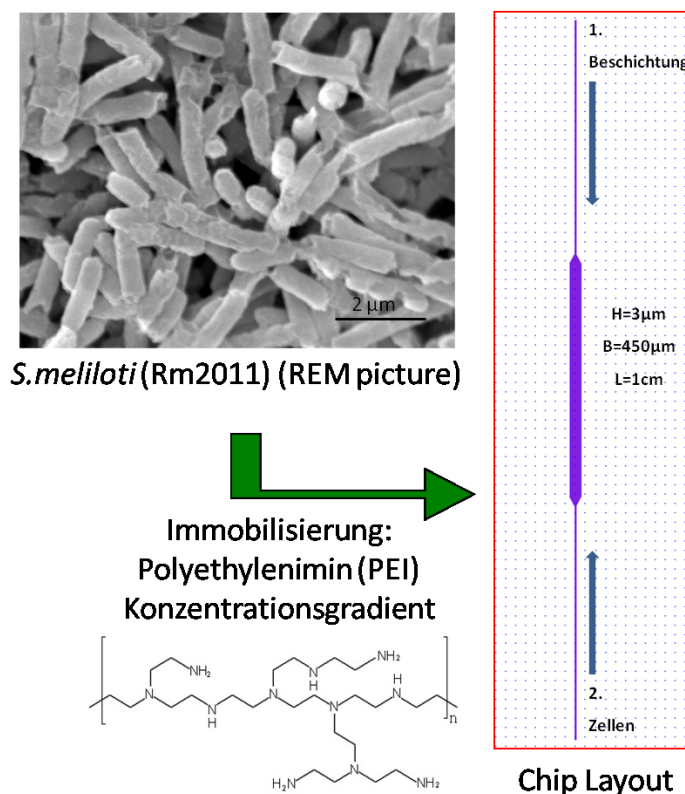 2 µm
S.meliloti (Rm2011) (REM picture)
Immobilisierung:
Polyethylenimin (PEI)
Konzentrationsgradient
NH₂
NH₂
N
N
H
N
N
H
N
N
H
N
H
n
N
H₂N
NH₂
1.
Beschichtung
H=3µm
B=450µm
L=1cm
2.
Zellen
Chip Layout